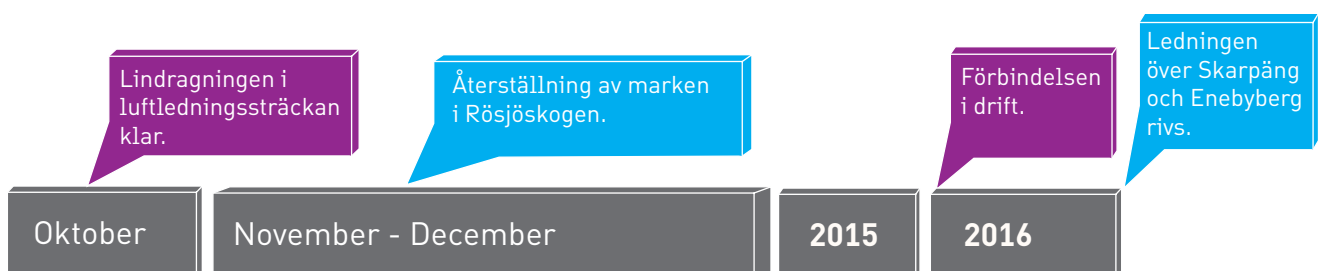 Lindragningen i
luftledningssträckan
klar.
Återställning av marken
i Rösjöskogen.
Förbindelsen
i drift.
Ledningen
över Skarpäng
och Enebyberg
rivs.
Oktober
November - December
2015
2016